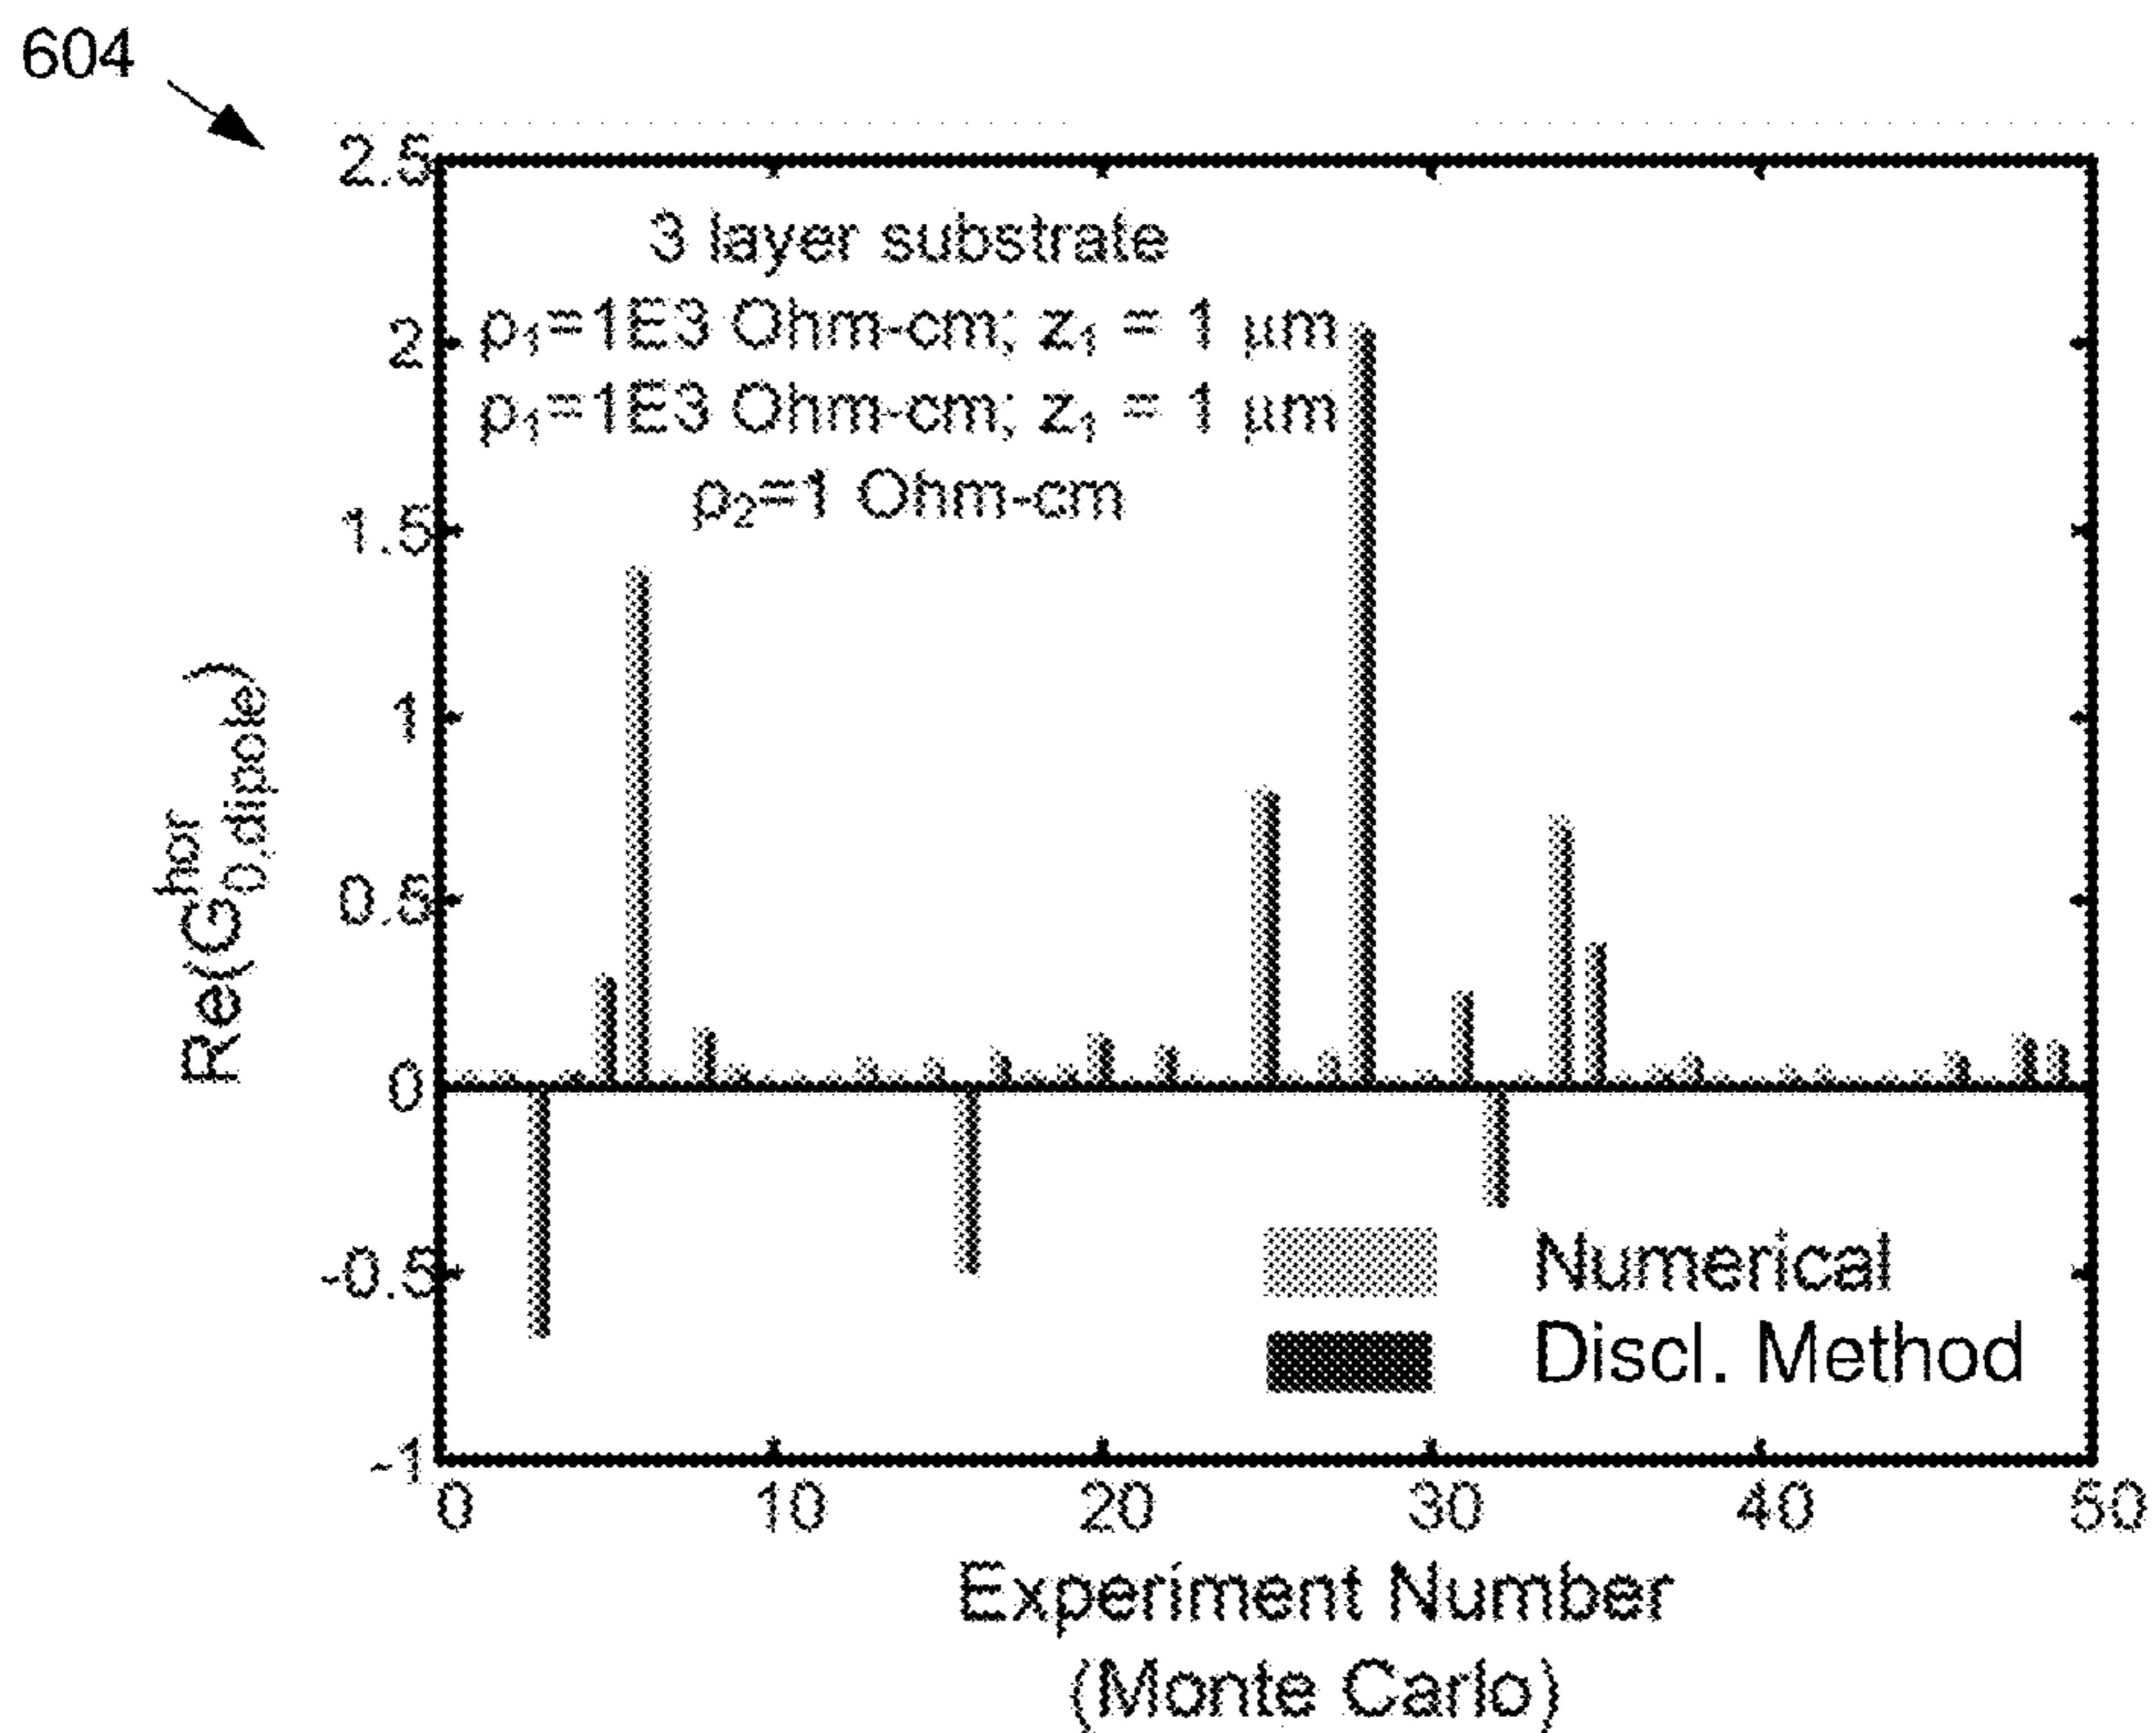 604
2.5
3 layer substrate
ρ₁=1E3 Ohm-cm; z₁ = 1 μm
2
ρ₁=1E3 Ohm-cm; z₁ = 1 μm
ρ₂=1 Ohm-cm
1.5
1
0.5
0
-0.5
-1
Re(G^hor_0,dipole)
Numerical
Discl. Method
0 10 20 30 40 50
Experiment Number
(Monte Carlo)